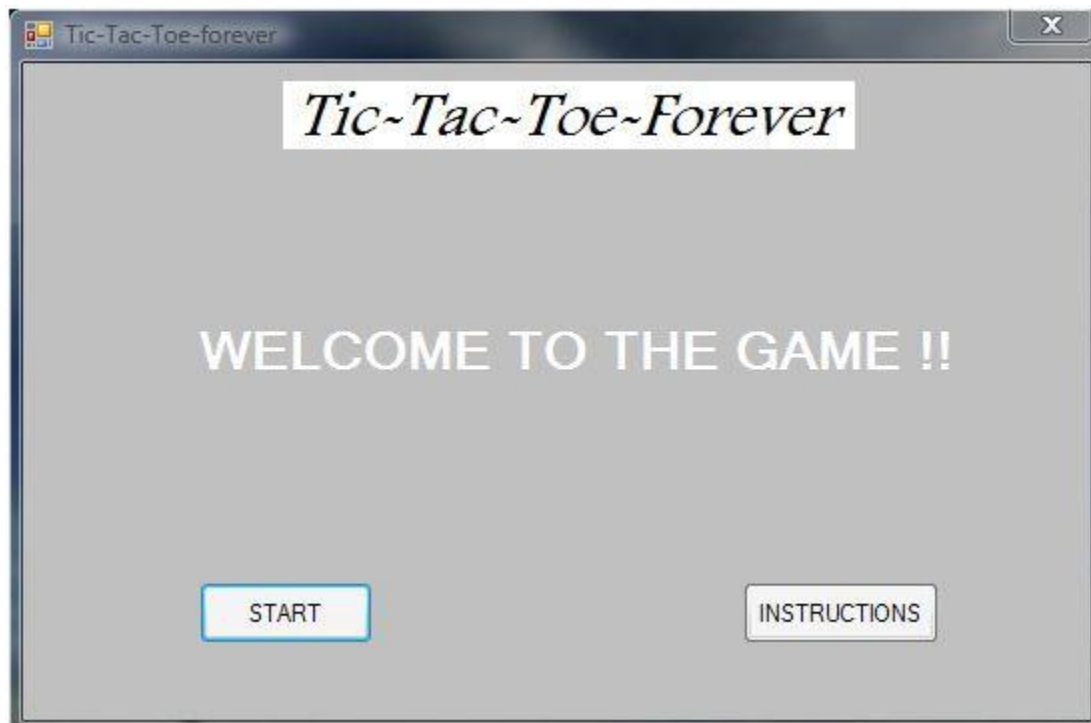 Tic-Tac-Toe-forever
X
Tic-Tac-Toe-Forever
WELCOME TO THE GAME !!
START
INSTRUCTIONS